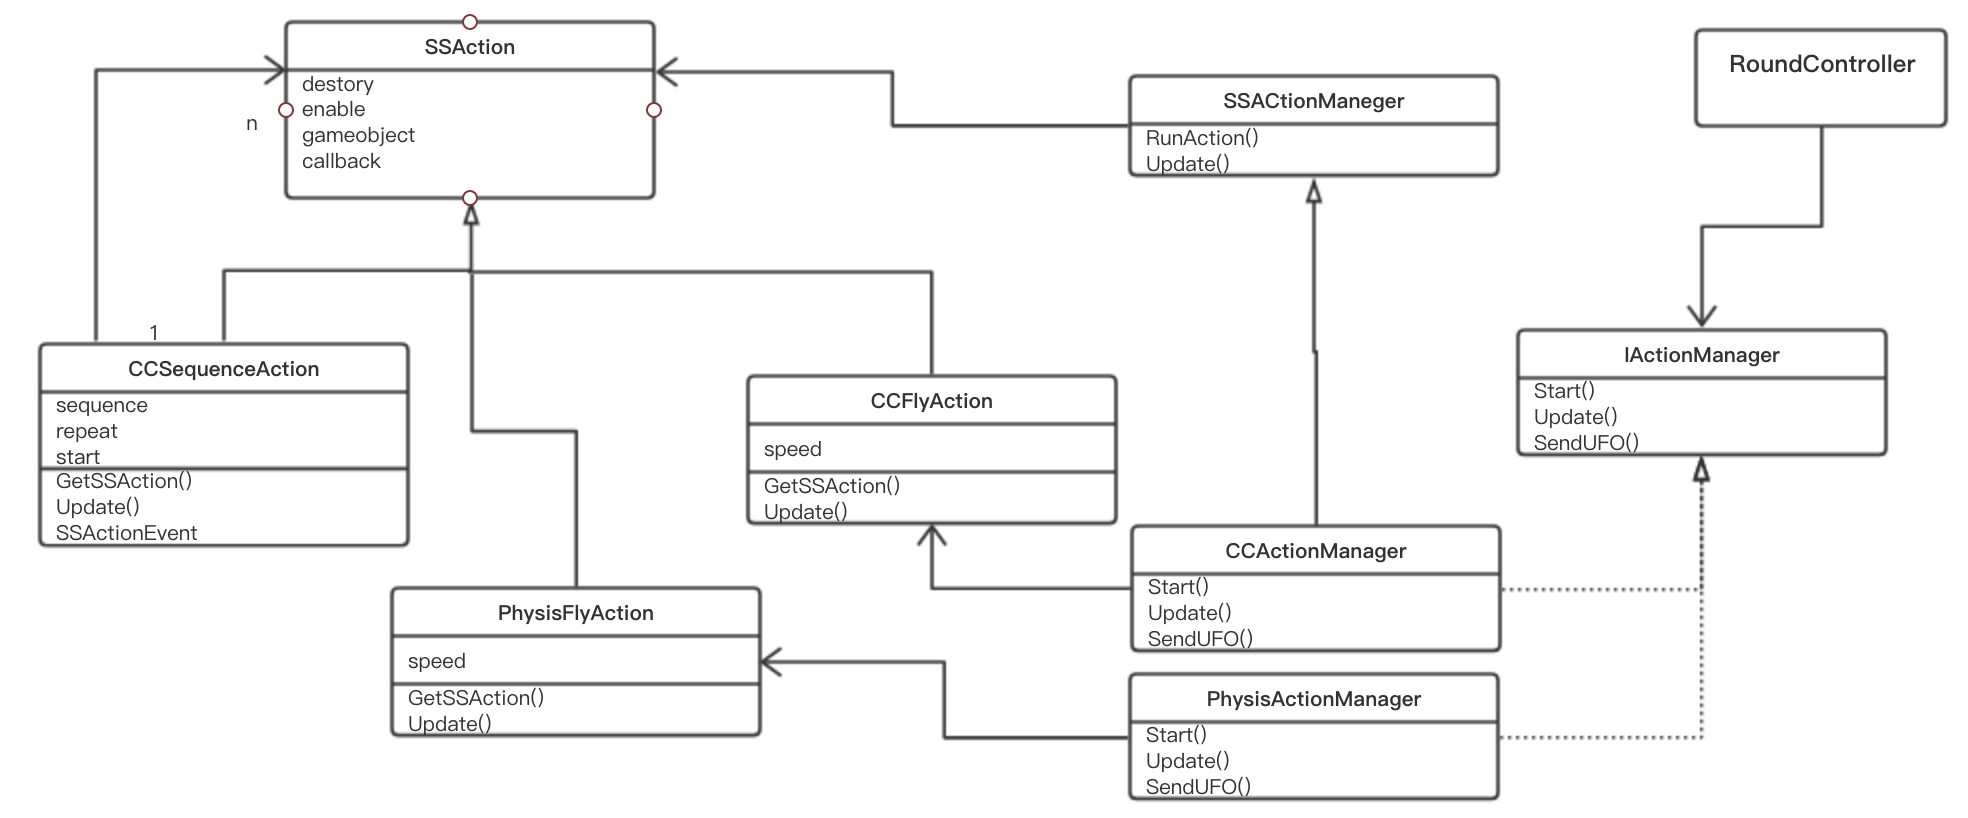 SSAction
destory
enable
gameobject
callback
n
SSACtionManeger
RunAction()
Update()
RoundController
1
CCSequenceAction
sequence
repeat
start
GetSSAction()
Update()
SSActionEvent
CCFlyAction
speed
GetSSAction()
Update()
IActionManager
Start()
Update()
SendUFO()
PhysisFlyAction
speed
GetSSAction()
Update()
CCActionManager
Start()
Update()
SendUFO()
PhysisActionManager
Start()
Update()
SendUFO()